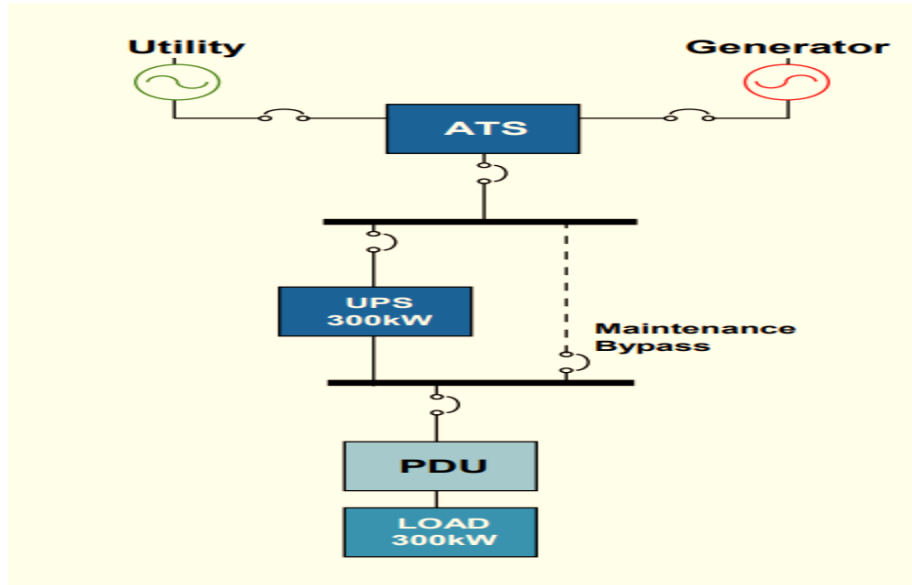 Utility
Generator
ATS
UPS
300kW
Maintenance
Bypass
PDU
LOAD
300kW